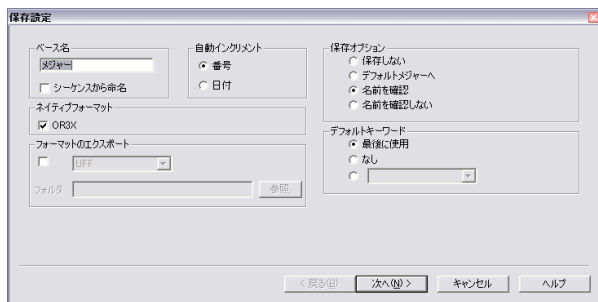 保存設定
ベース名
メジャー
シーケンスから命名
自動インクリメント
番号
日付
ネイティブフォーマット
OR3X
フォーマットのエクスポート
UFF
フォルダ
参照
保存オプション
保存しない
デフォルトメジャーへ
名前を確認
名前を確認しない
デフォルトキーワード
最後に使用
なし
< 戻る(B)
次へ(N) >
キャンセル
ヘルプ